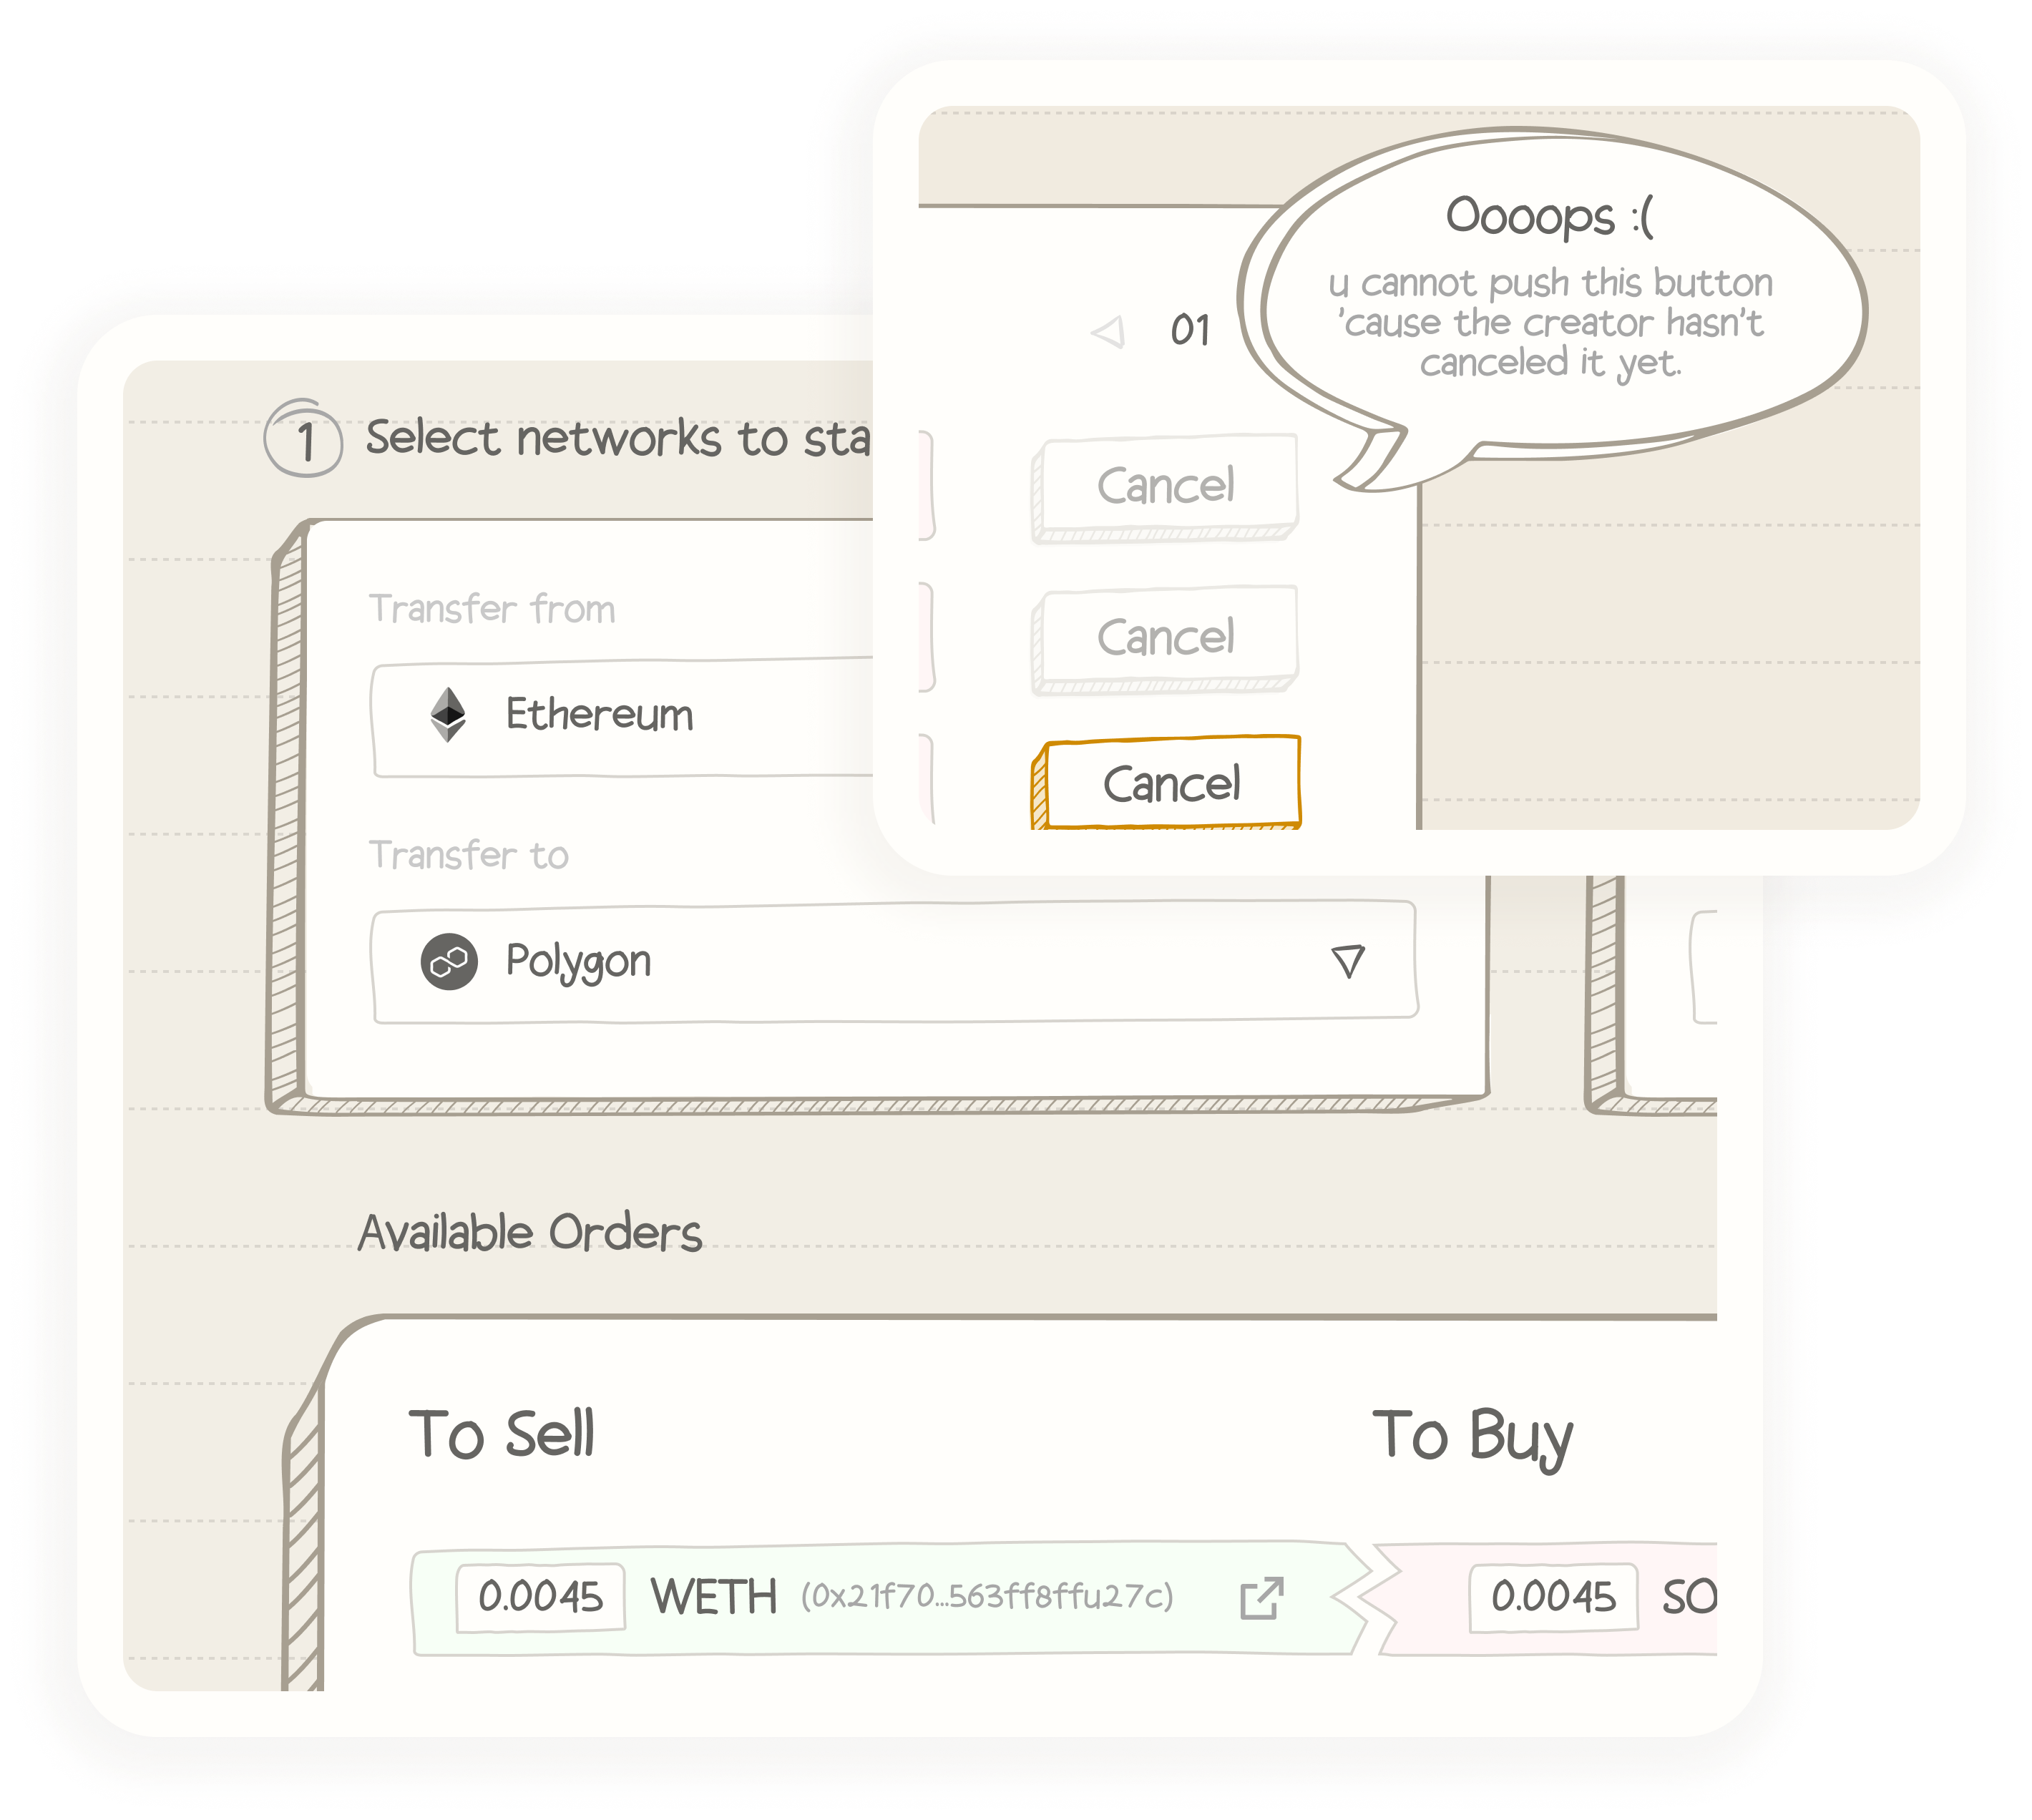 Oooops :(
u cannot push this button
'cause the creator hasn't
canceled it yet.
01
Cancel
Cancel
Cancel
1 Select networks to sta
Transfer from
Ethereum
Transfer to
Polygon
Available Orders
To Sell To Buy
0.0045 WETH (0x21f70...563ff8ffu27c) 0.0045 SO